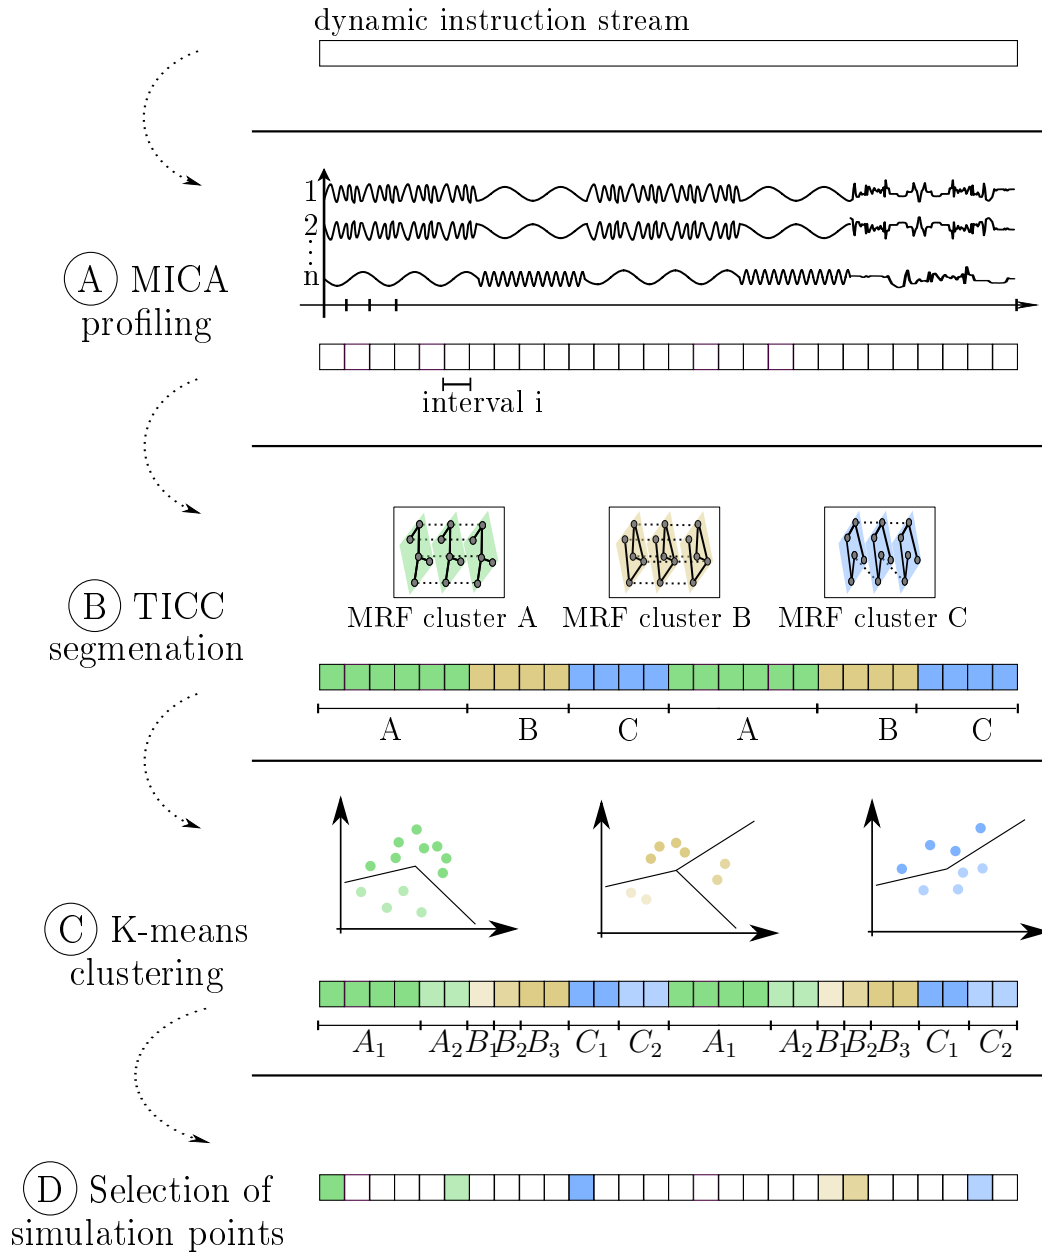 dynamic instruction stream
1
2
n
A MICA
profiling
interval i
B TICC
segmenation
MRF cluster A MRF cluster B MRF cluster C
A B C A B C
C K-means
clustering
A₁ A₂ B₁ B₂ B₃ C₁ C₂ A₁ A₂ B₁ B₂ B₃ C₁ C₂
D Selection of
simulation points